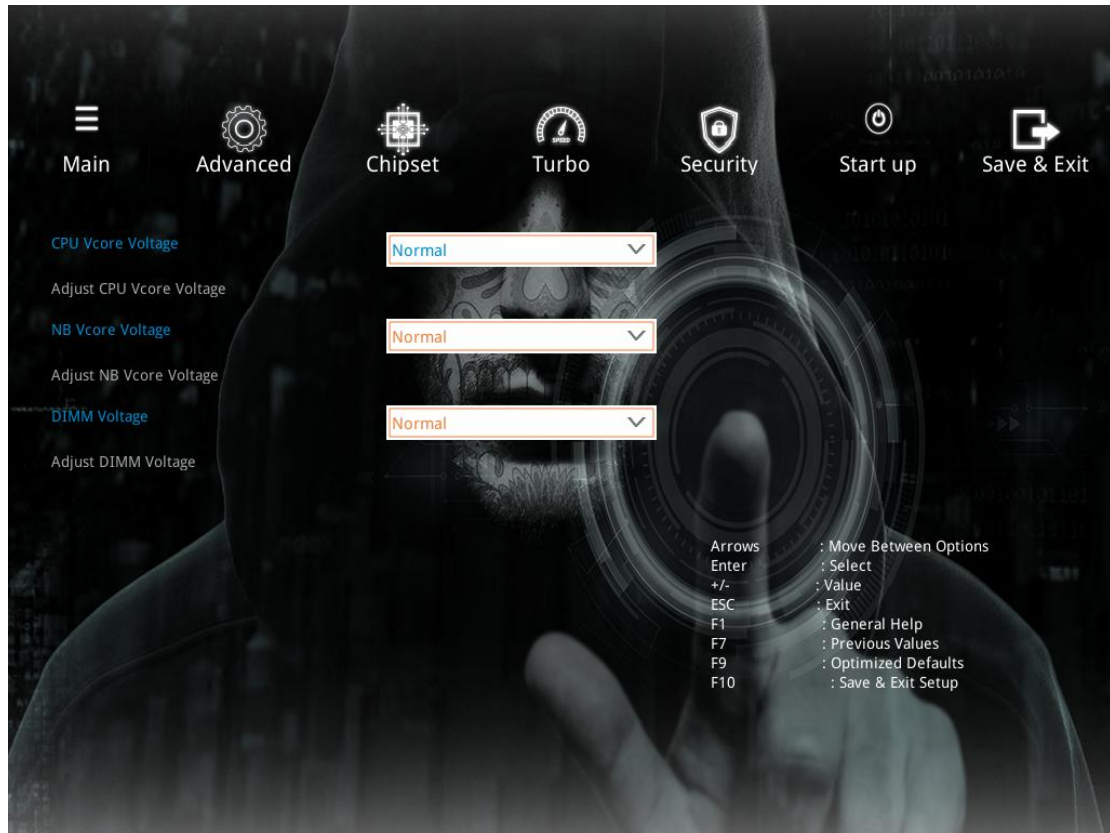 Main Advanced Chipset Turbo Security Start up Save & Exit
SPEED
CPU Vcore Voltage Normal
Adjust CPU Vcore Voltage
NB Vcore Voltage Normal
Adjust NB Vcore Voltage
DIMM Voltage Normal
Adjust DIMM Voltage
Arrows : Move Between Options
Enter : Select
+/- : Value
ESC : Exit
F1 : General Help
F7 : Previous Values
F9 : Optimized Defaults
F10 : Save & Exit Setup